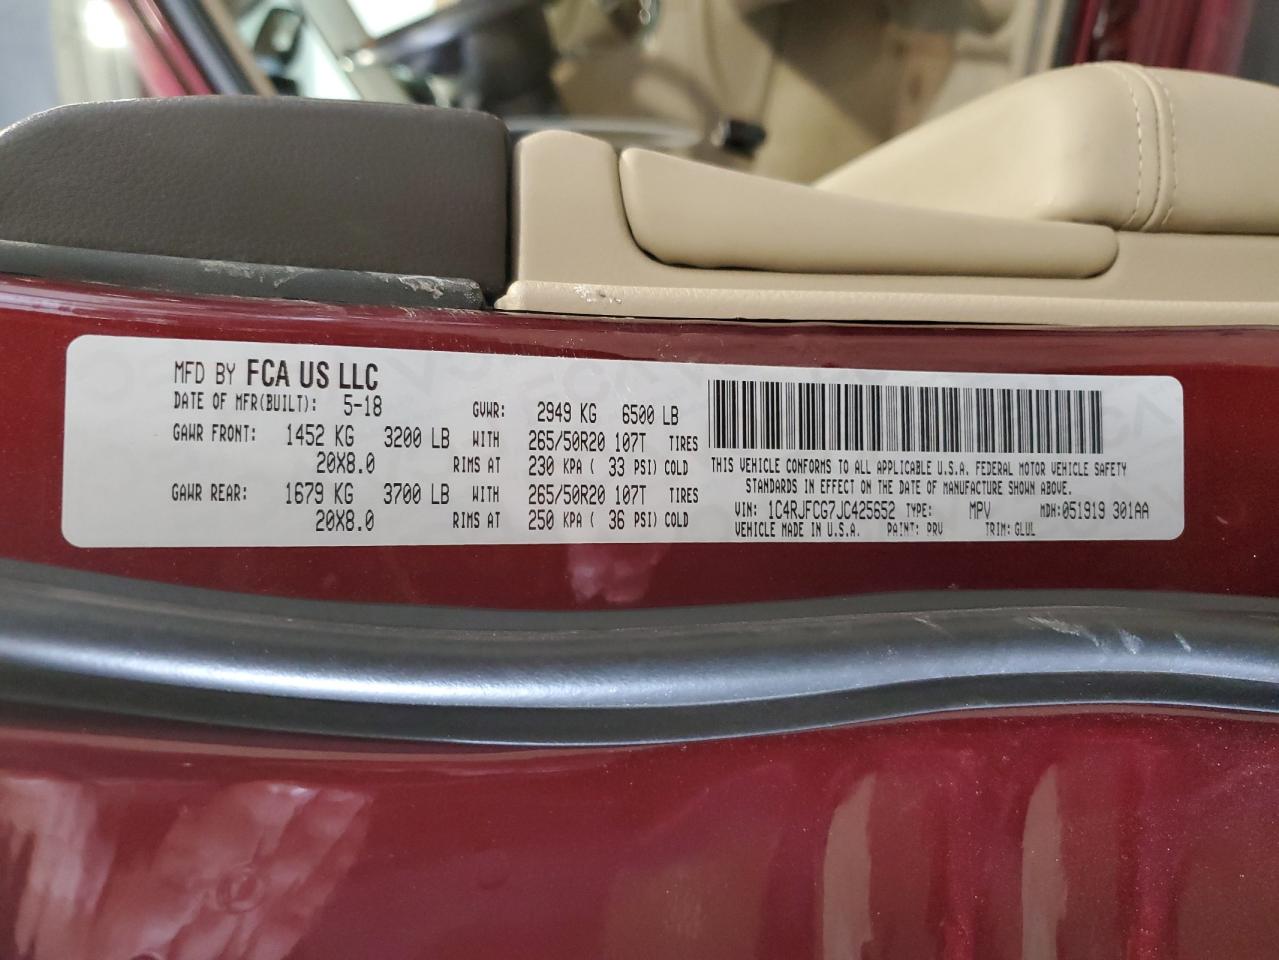 MFD BY FCA US LLC
DATE OF MFR(BUILT): 5-18 GVWR: 2949 KG 6500 LB
GAWR FRONT: 1452 KG 3200 LB WITH 265/50R20 107T TIRES
20X8.0 RIMS AT 230 KPA ( 33 PSI) COLD
GAWR REAR: 1679 KG 3700 LB WITH 265/50R20 107T TIRES
20X8.0 RIMS AT 250 KPA ( 36 PSI) COLD
THIS VEHICLE CONFORMS TO ALL APPLICABLE U.S.A. FEDERAL MOTOR VEHICLE SAFETY
STANDARDS IN EFFECT ON THE DATE OF MANUFACTURE SHOWN ABOVE.
VIN: 1C4RJFCG7JC425652 TYPE: MPV MDH:051919 301AA
VEHICLE MADE IN U.S.A. PAINT: PRV TRIM: GLUL